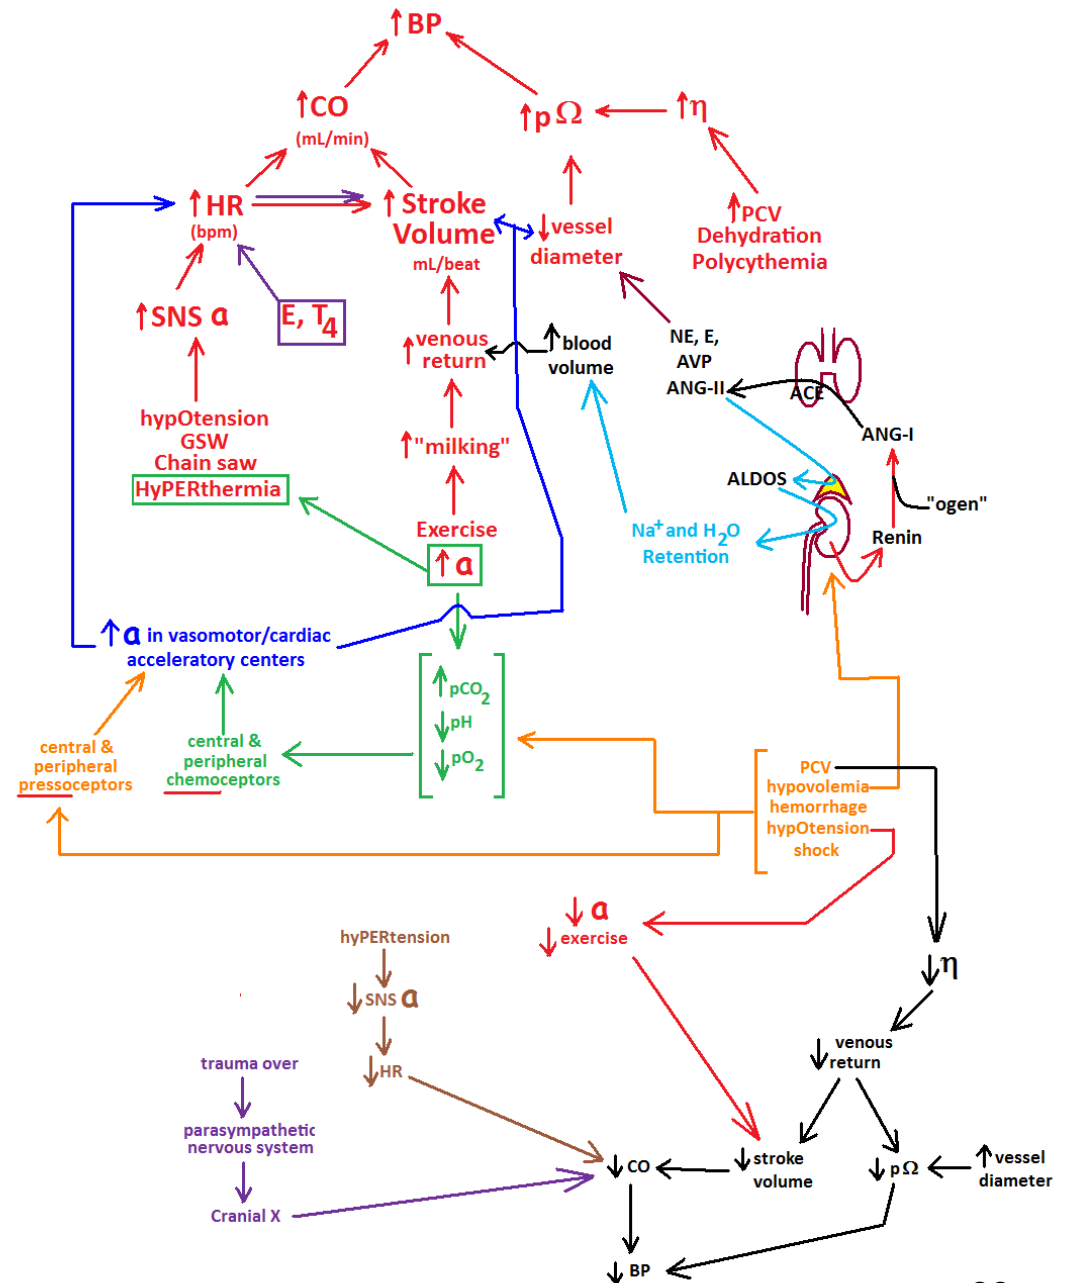 ↑BP
↑CO
(mL/min)
↑pΩ
↑η
↑HR
(bpm)
↑Stroke
Volume
mL/beat
↓vessel
diameter
↑PCV
Dehydration
Polycythemia
↑SNS a
E, T4
↑venous
return
↑blood
volume
NE, E,
AVP
ANG-II
ACE
ANG-I
hypOtension
GSW
Chain saw
HyPERthermia
↑"milking"
Exercise
↑a
ALDOS
"ogen"
Renin
Na+ and H2O
Retention
↑a in vasomotor/cardiac
acceleratory centers
↑pCO2
↓pH
↓pO2
central &
peripheral
pressoceptors
central &
peripheral
chemoceptors
PCV
hypovolemia
hemorrhage
hypOtension
shock
↓a
↓exercise
hyPERtension
↓SNS a
↓HR
↓η
↓venous
return
trauma over
parasympathetic
nervous system
Cranial X
↓CO
↓stroke
volume
↓pΩ
↑vessel
diameter
↓BP